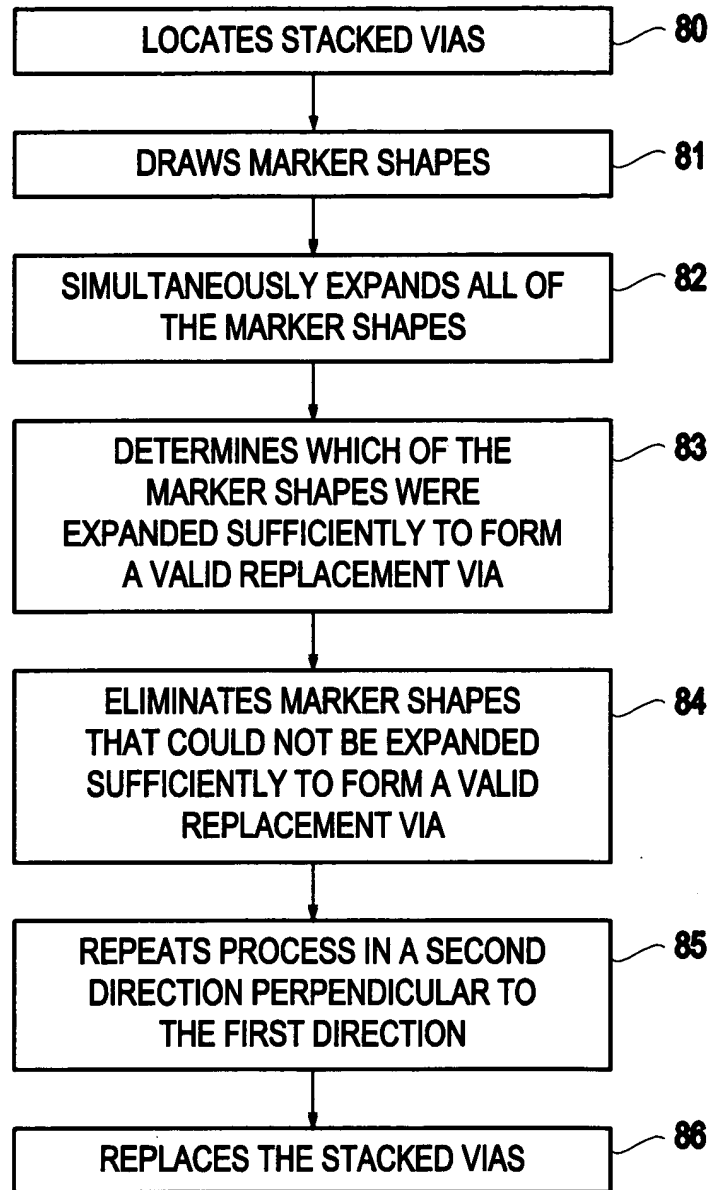 LOCATES STACKED VIAS
80
DRAWS MARKER SHAPES
81
SIMULTANEOUSLY EXPANDS ALL OF
THE MARKER SHAPES
82
DETERMINES WHICH OF THE
MARKER SHAPES WERE
EXPANDED SUFFICIENTLY TO FORM
A VALID REPLACEMENT VIA
83
ELIMINATES MARKER SHAPES
THAT COULD NOT BE EXPANDED
SUFFICIENTLY TO FORM A VALID
REPLACEMENT VIA
84
REPEATS PROCESS IN A SECOND
DIRECTION PERPENDICULAR TO
THE FIRST DIRECTION
85
REPLACES THE STACKED VIAS
86